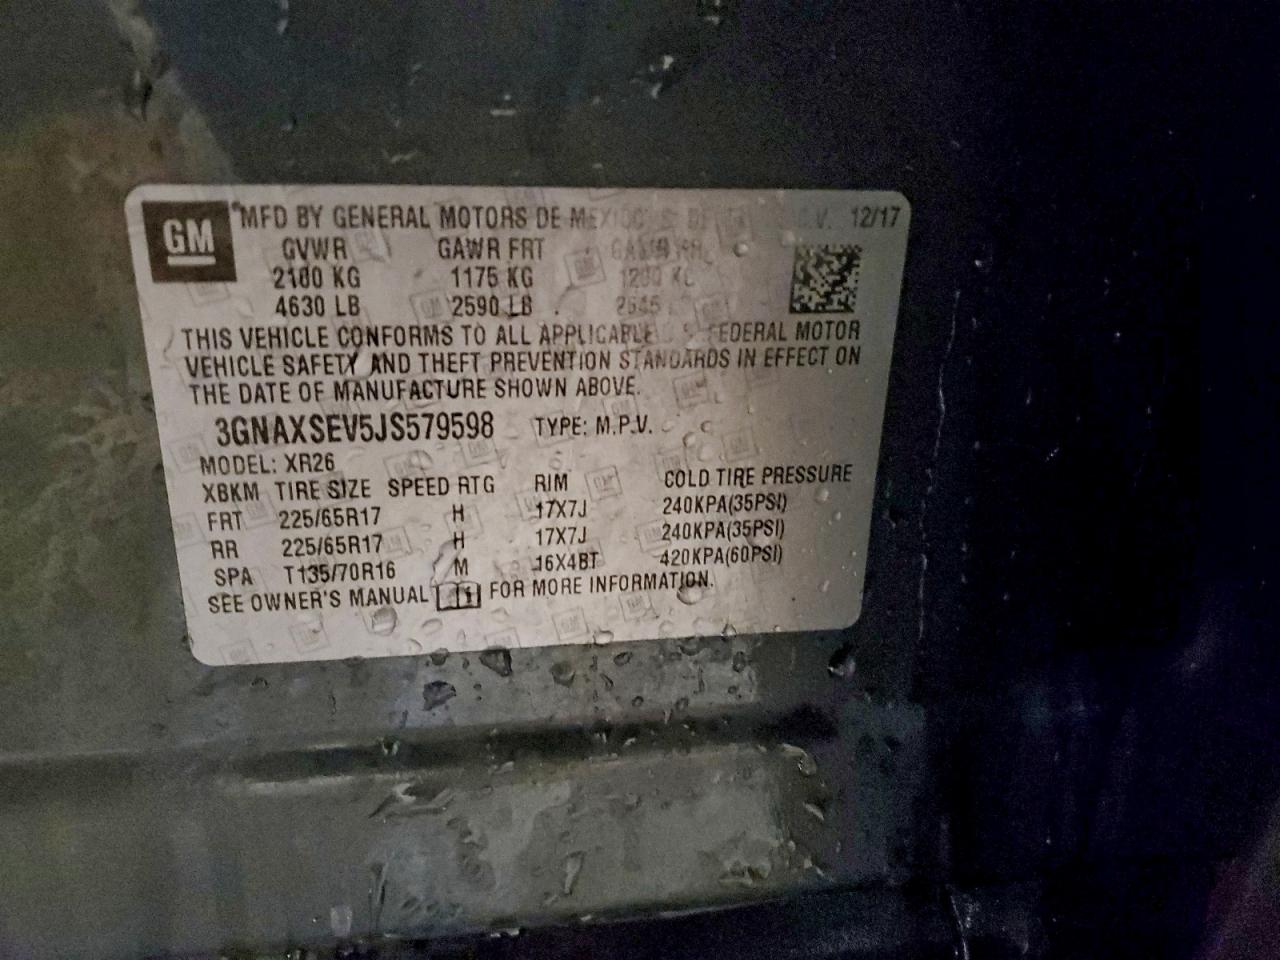 GM
MFD BY GENERAL MOTORS DE MEXICO S DE V. 12/17
GVWR GAWR FRT GAWR RR
2100 KG 1175 KG
4630 LB 2590 LB
THIS VEHICLE CONFORMS TO ALL APPLICABLE S FEDERAL MOTOR
VEHICLE SAFETY AND THEFT PREVENTION STANDARDS IN EFFECT ON
THE DATE OF MANUFACTURE SHOWN ABOVE.
3GNAXSEV5JS579598 TYPE: M.P.V.
MODEL: XR26
XBKM TIRE SIZE SPEED RTG RIM COLD TIRE PRESSURE
FRT 225/65R17 H 17X7J 240KPA(35PSI)
RR 225/65R17 H 17X7J 240KPA(35PSI)
SPA T135/70R16 M 16X4BT 420KPA(60PSI)
SEE OWNER'S MANUAL FOR MORE INFORMATION.